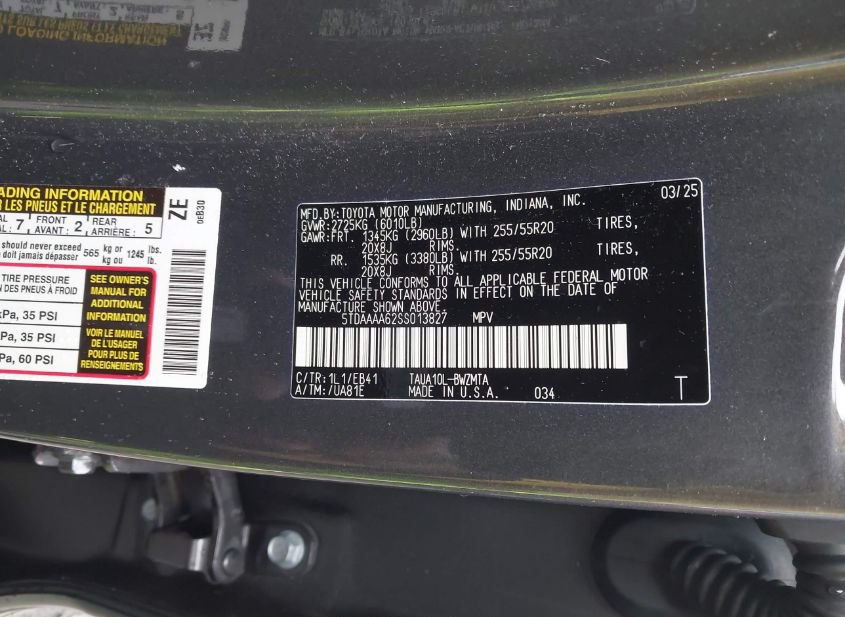 ADING INFORMATION
R LES PNEUS ET LE CHARGEMENT
AL : 7 FRONT AVANT : 2 REAR ARRIÈRE : 5
should never exceed 565 kg or 1245 lbs.
e doit jamais dépasser kg ou lb.
TIRE PRESSURE
N DES PNEUS À FROID
kPa, 35 PSI
Pa, 35 PSI
Pa, 60 PSI
SEE OWNER'S
MANUAL FOR
ADDITIONAL
INFORMATION
VOIR LE MANUEL
DE L'USAGER
POUR PLUS DE
RENSEIGNEMENTS
ZE
0EB30
MFD.BY:TOYOTA MOTOR MANUFACTURING, INDIANA, INC. 03/25
GVWR:2725KG (6010LB)
GAWR:FRT. 1345KG (2960LB) WITH 255/55R20 TIRES,
20X8J RIMS.
RR. 1535KG (3380LB) WITH 255/55R20 TIRES,
20X8J RIMS.
THIS VEHICLE CONFORMS TO ALL APPLICABLE FEDERAL MOTOR
VEHICLE SAFETY STANDARDS IN EFFECT ON THE DATE OF
MANUFACTURE SHOWN ABOVE.
5TDAAAA62SS013827 MPV
C/TR:1L1/EB41 TAUA10L-BWZMTA
A/TM:/UA81E MADE IN U.S.A. 034 T